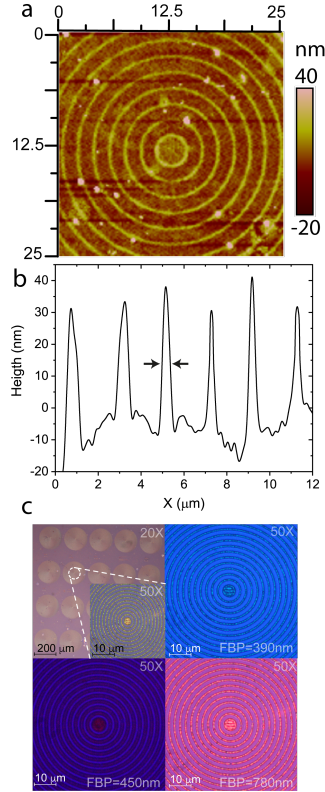 a
0 12.5 25
nm
0
40
12.5
-20
25
b
Heigth (nm)
40
30
20
10
0
-10
-20
0 2 4 6 8 10 12
X (μm)
c
20X 50X
50X
200 μm 10 μm 10 μm FBP=390nm
50X 50X
10 μm FBP=450nm 10 μm FBP=780nm